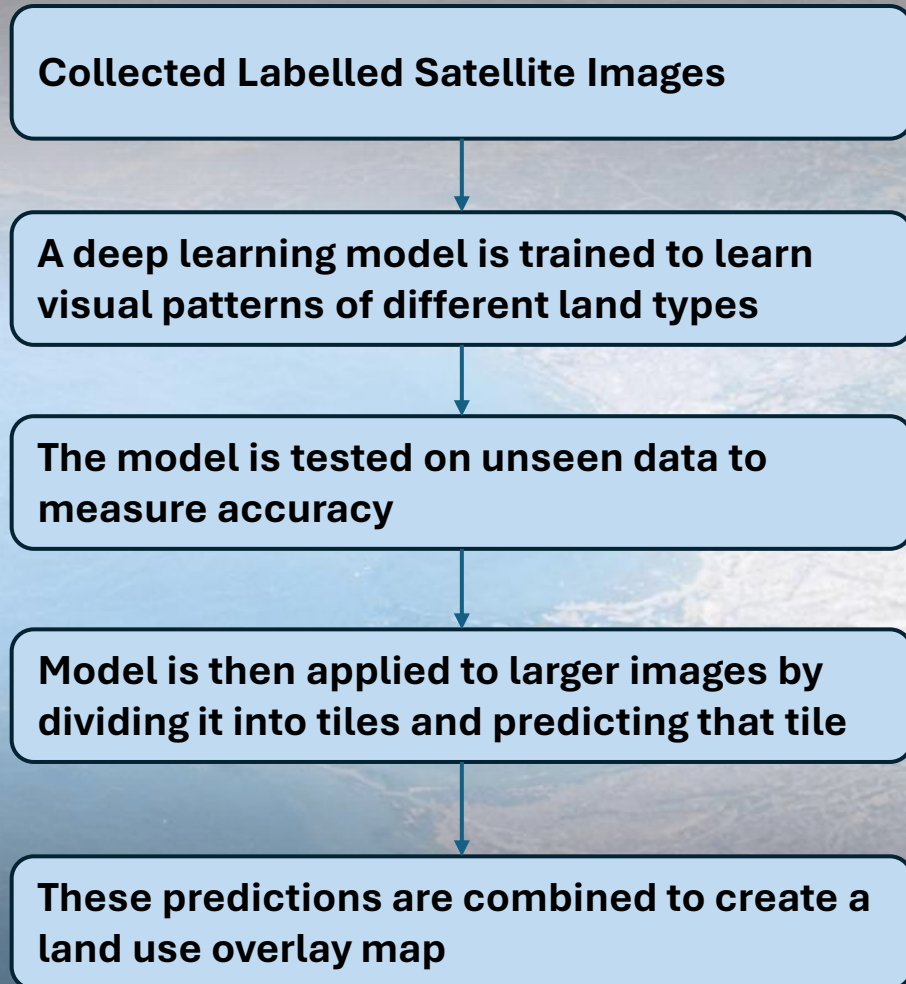 Collected Labelled Satellite Images
A deep learning model is trained to learn
visual patterns of different land types
The model is tested on unseen data to
measure accuracy
Model is then applied to larger images by
dividing it into tiles and predicting that tile
These predictions are combined to create a
land use overlay map